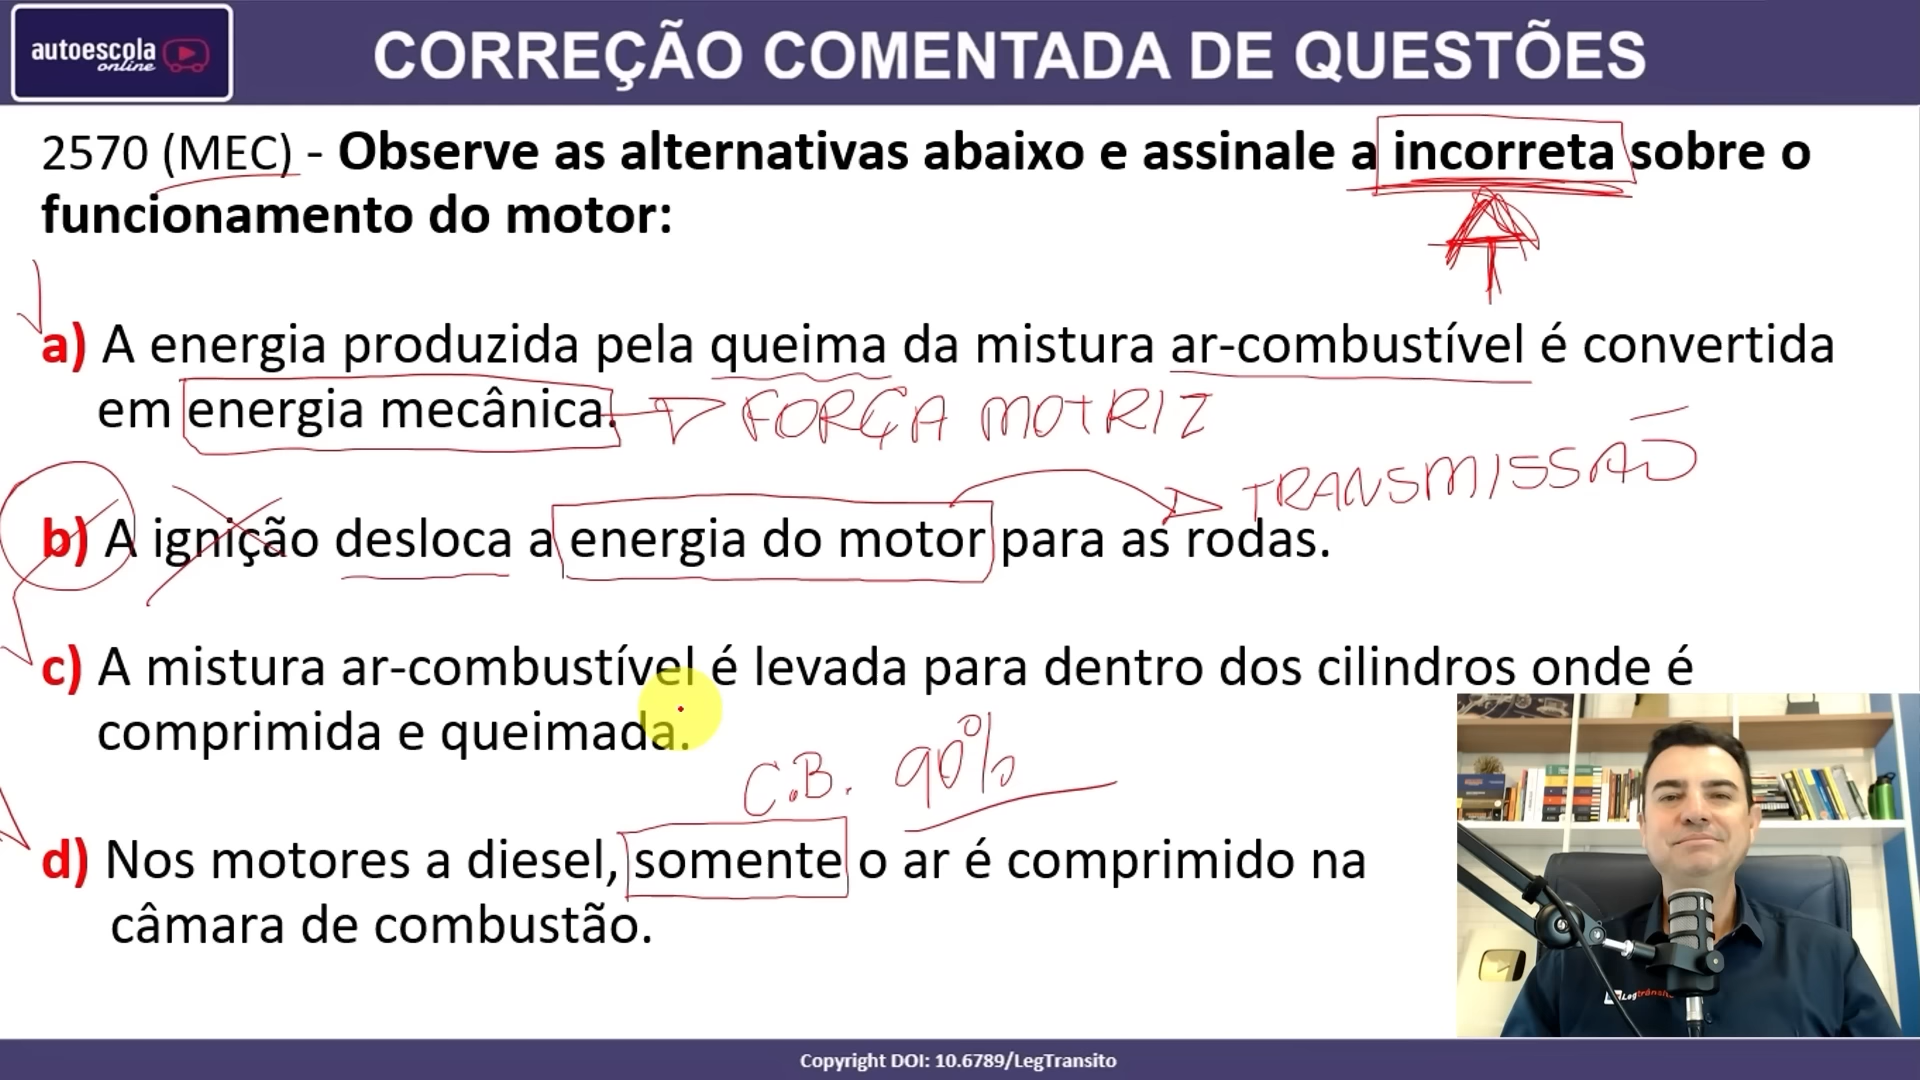 autoescola
online
CORREÇÃO COMENTADA DE QUESTÕES
2570 (MEC) - Observe as alternativas abaixo e assinale a incorreta sobre o
funcionamento do motor:
a) A energia produzida pela queima da mistura ar-combustível é convertida
em energia mecânica.
FORÇA MOTRIZ
TRANSMISSÃO
b) A ignição desloca a energia do motor para as rodas.
c) A mistura ar-combustível é levada para dentro dos cilindros onde é
comprimida e queimada.
C.B. 90%
d) Nos motores a diesel, somente o ar é comprimido na
câmara de combustão.
Legtrânsito
Copyright DOI: 10.6789/LegTransito